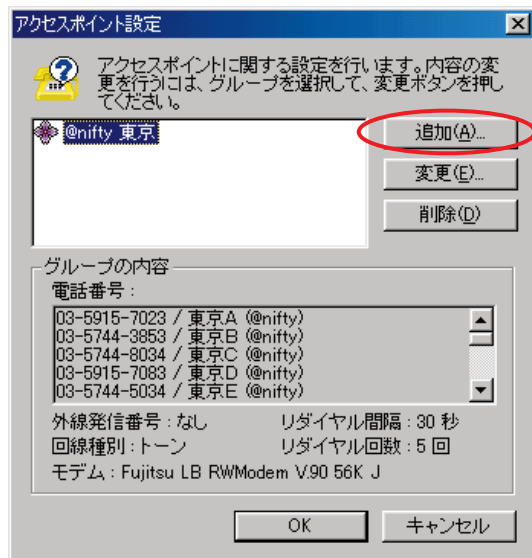 アクセスポイント設定
アクセスポイントに関する設定を行います。内容の変
更を行うには、グループを選択して、変更ボタンを押し
てください。
@nifty 東京
追加(A)...
変更(E)...
削除(D)
グループの内容
電話番号 :
03-5915-7023 / 東京A (@nifty)
03-5744-3853 / 東京B (@nifty)
03-5744-8034 / 東京C (@nifty)
03-5915-7083 / 東京D (@nifty)
03-5744-5034 / 東京E (@nifty)
外線発信番号 : なし リダイヤル間隔 : 30 秒
回線種別 : トーン リダイヤル回数 : 5 回
モデム : Fujitsu LB RWModem V.90 56K J
OK キャンセル